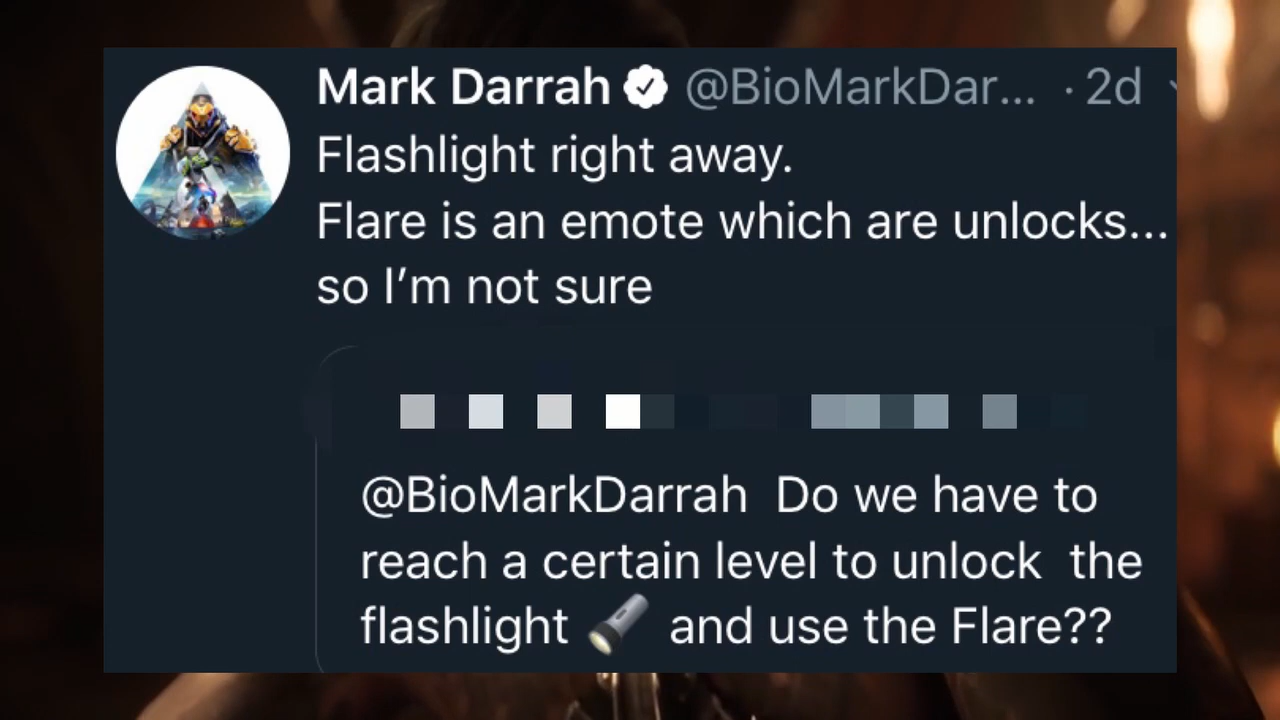 Mark Darrah @BioMarkDar... · 2d
Flashlight right away.
Flare is an emote which are unlocks...
so I’m not sure
@BioMarkDarrah Do we have to
reach a certain level to unlock the
flashlight 🔦 and use the Flare??